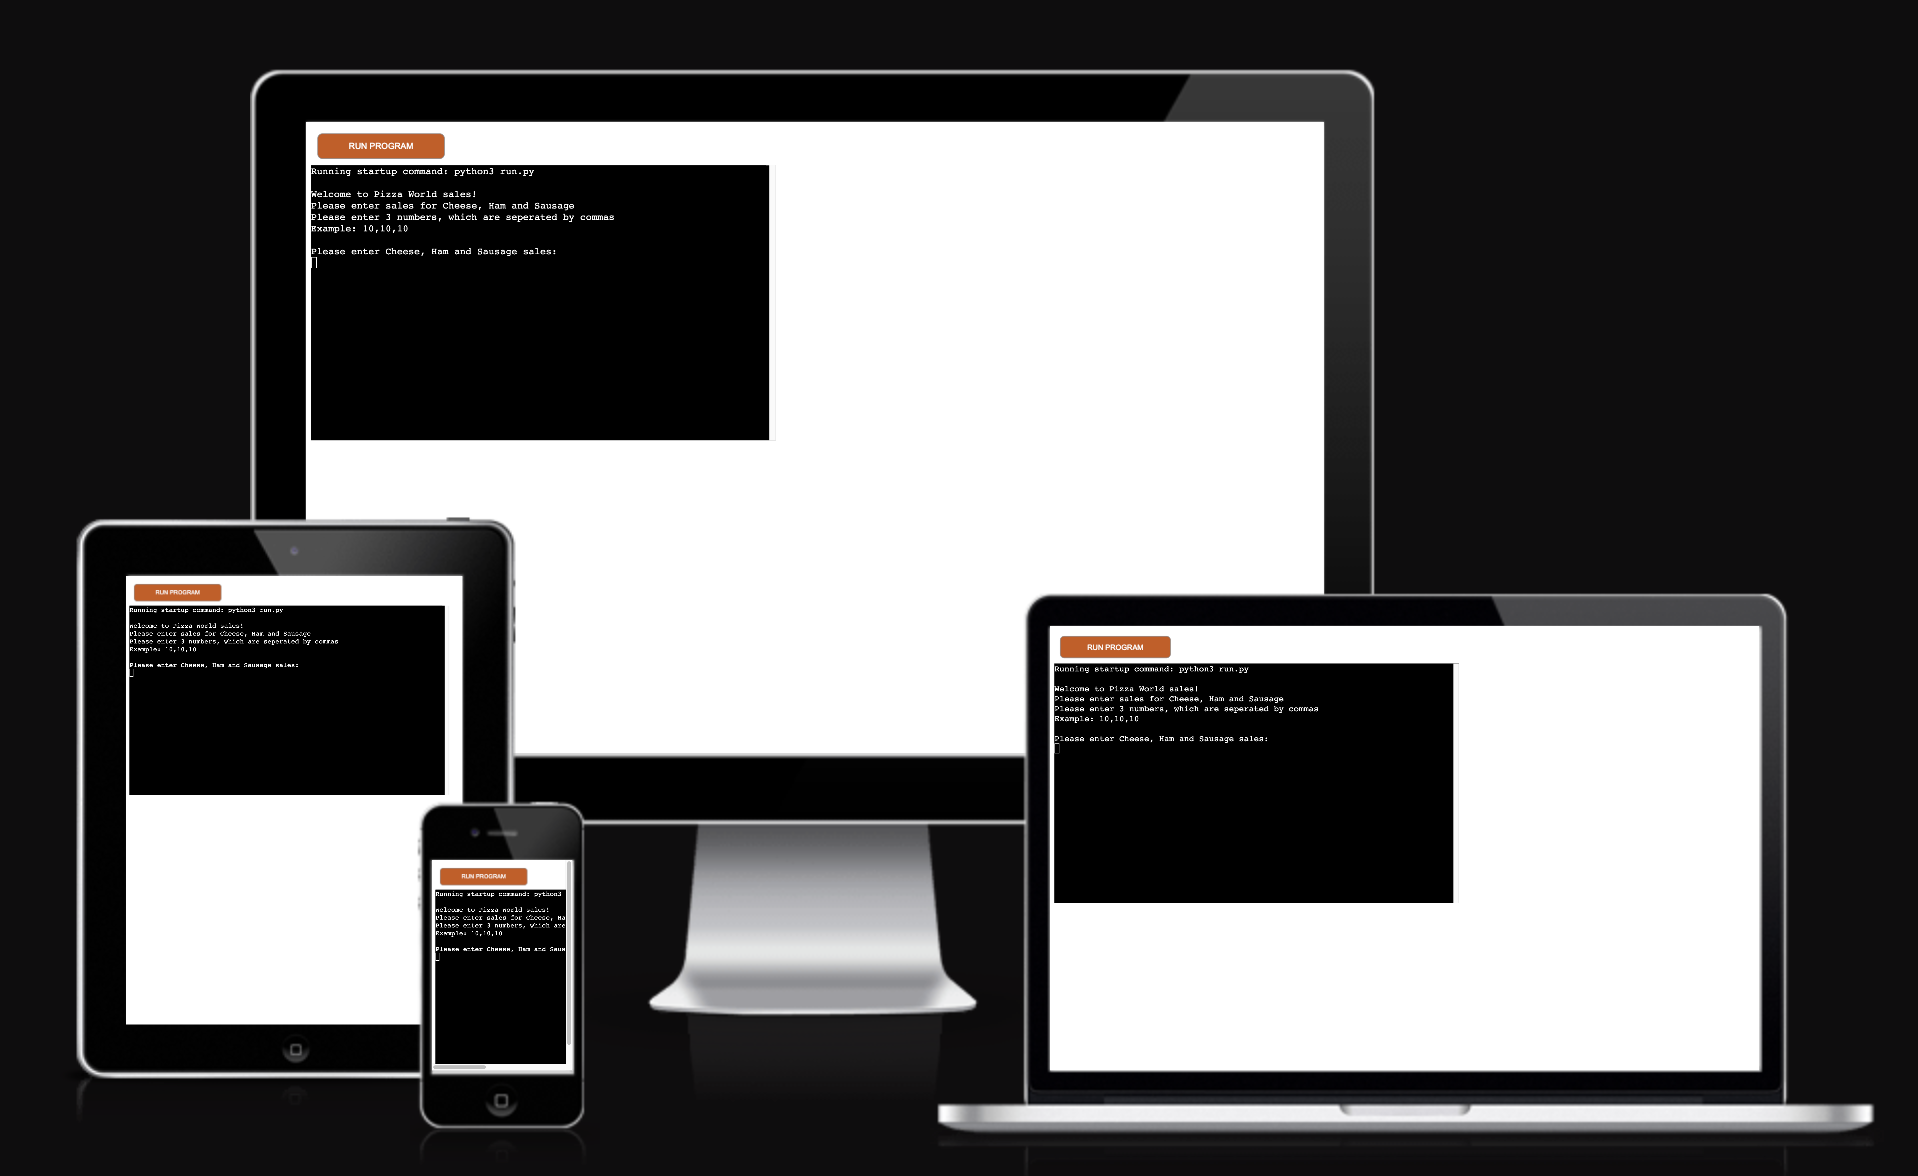 RUN PROGRAM
Running startup command: python3 run.py
Welcome to Pizza World sales!
Please enter sales for Cheese, Ham and Sausage
Please enter 3 numbers, which are seperated by commas
Example: 10,10,10
Please enter Cheese, Ham and Sausage sales:
RUN PROGRAM
Running startup command: python3 run.py
Welcome to Pizza World sales!
Please enter sales for Cheese, Ham and Sausage
Please enter 3 numbers, which are seperated by commas
Example: 10,10,10
Please enter Cheese, Ham and Sausage sales:
RUN PROGRAM
Running startup command: python3
Welcome to Pizza World sales!
Please enter sales for Cheese, Ha
Please enter 3 numbers, which are
Example: 10,10,10
Please enter Cheese, Ham and Saus
RUN PROGRAM
Running startup command: python3 run.py
Welcome to Pizza World sales!
Please enter sales for Cheese, Ham and Sausage
Please enter 3 numbers, which are seperated by commas
Example: 10,10,10
Please enter Cheese, Ham and Sausage sales: